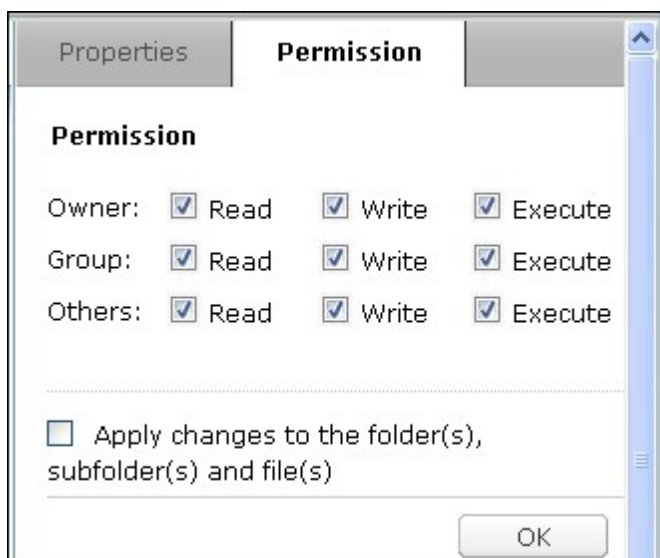 Properties Permission
Permission
Owner: Read Write Execute
Group: Read Write Execute
Others: Read Write Execute
Apply changes to the folder(s),
subfolder(s) and file(s)
OK